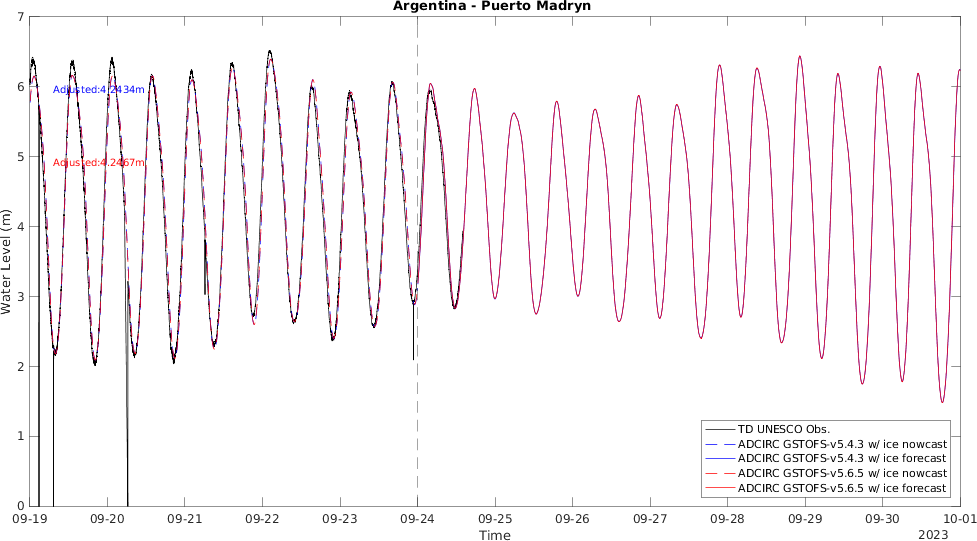 Argentina - Puerto Madryn
7
6
5
4
3
2
1
0
Water Level (m)
Adjusted:4.2434m
Adjusted:4.2467m
TD UNESCO Obs.
ADCIRC GSTOFS-v5.4.3 w/ ice nowcast
ADCIRC GSTOFS-v5.4.3 w/ ice forecast
ADCIRC GSTOFS-v5.6.5 w/ ice nowcast
ADCIRC GSTOFS-v5.6.5 w/ ice forecast
09-19 09-20 09-21 09-22 09-23 09-24 09-25 09-26 09-27 09-28 09-29 09-30 10-01
Time
2023